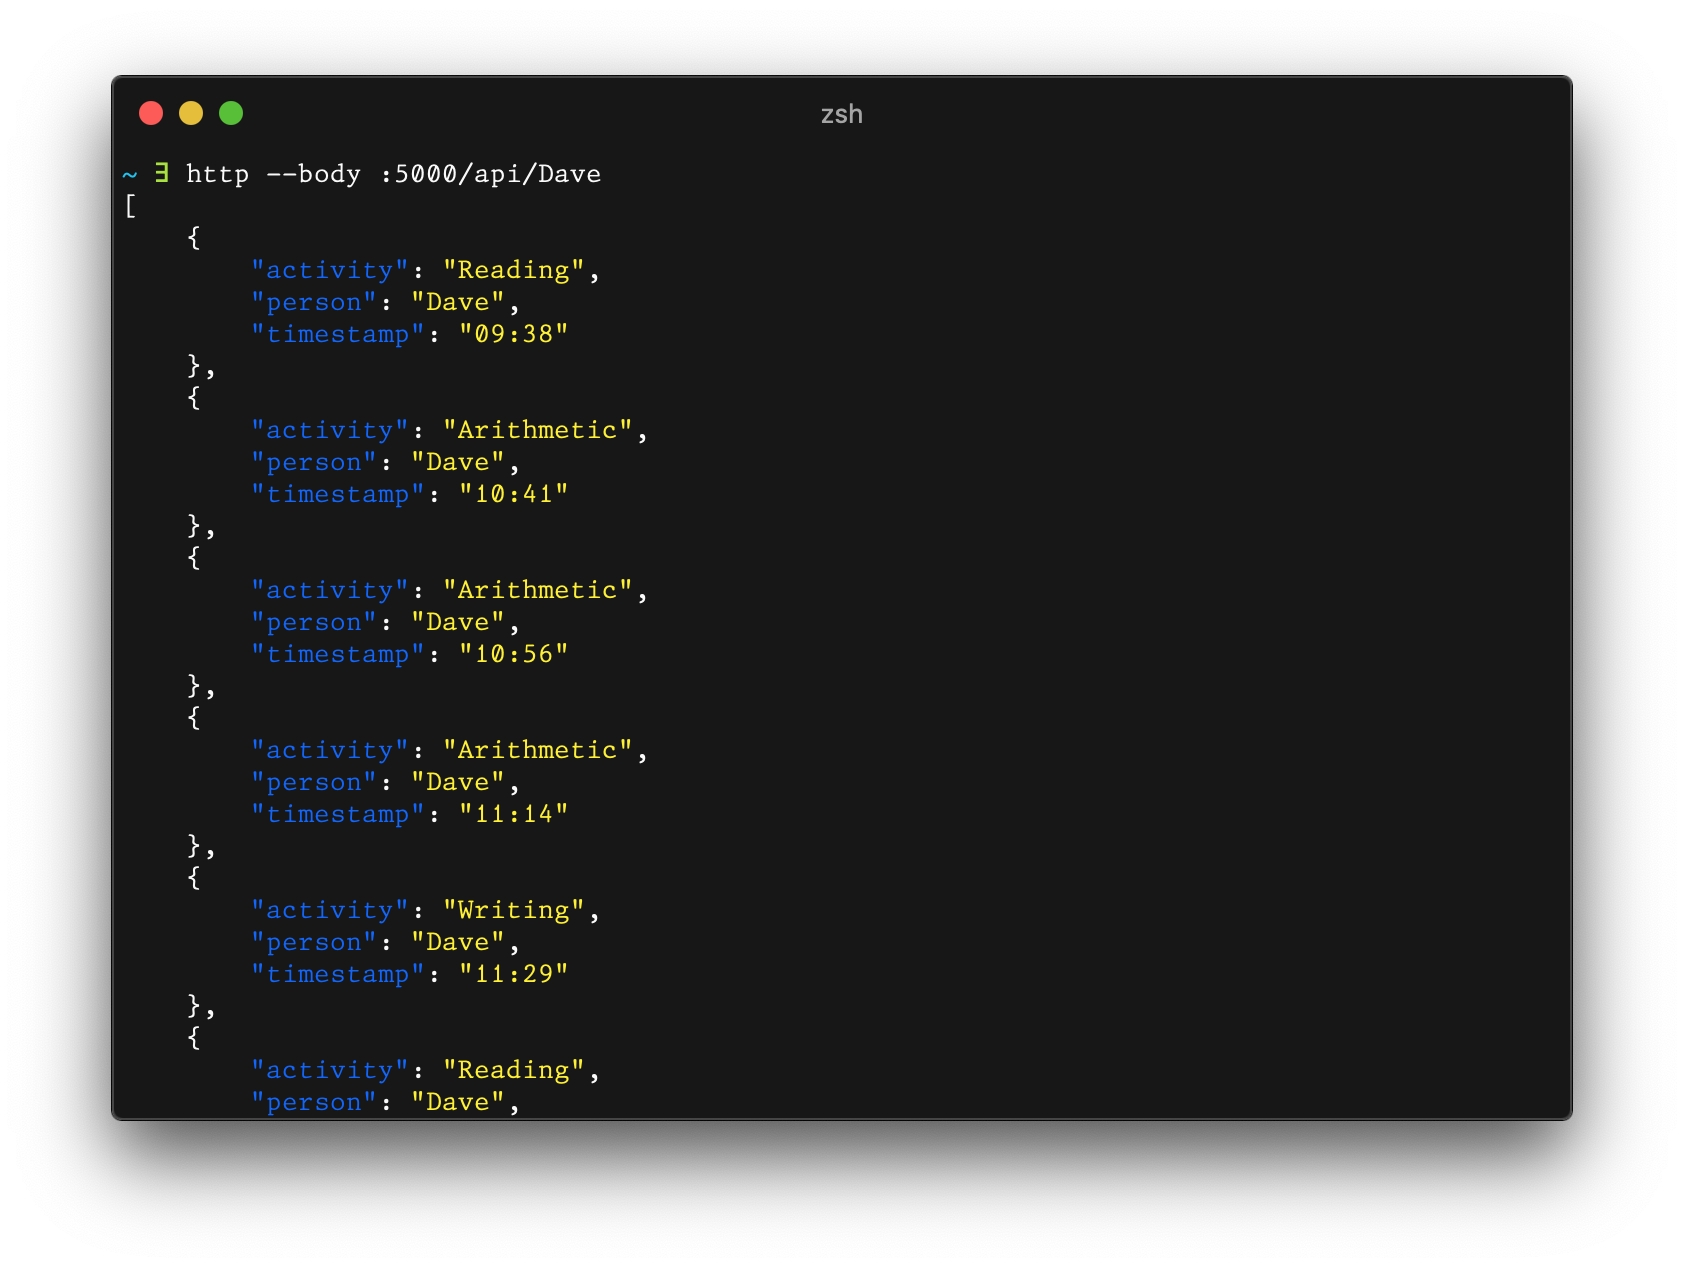 zsh
~ ∃ http --body :5000/api/Dave
[
    {
        "activity": "Reading",
        "person": "Dave",
        "timestamp": "09:38"
    },
    {
        "activity": "Arithmetic",
        "person": "Dave",
        "timestamp": "10:41"
    },
    {
        "activity": "Arithmetic",
        "person": "Dave",
        "timestamp": "10:56"
    },
    {
        "activity": "Arithmetic",
        "person": "Dave",
        "timestamp": "11:14"
    },
    {
        "activity": "Writing",
        "person": "Dave",
        "timestamp": "11:29"
    },
    {
        "activity": "Reading",
        "person": "Dave",